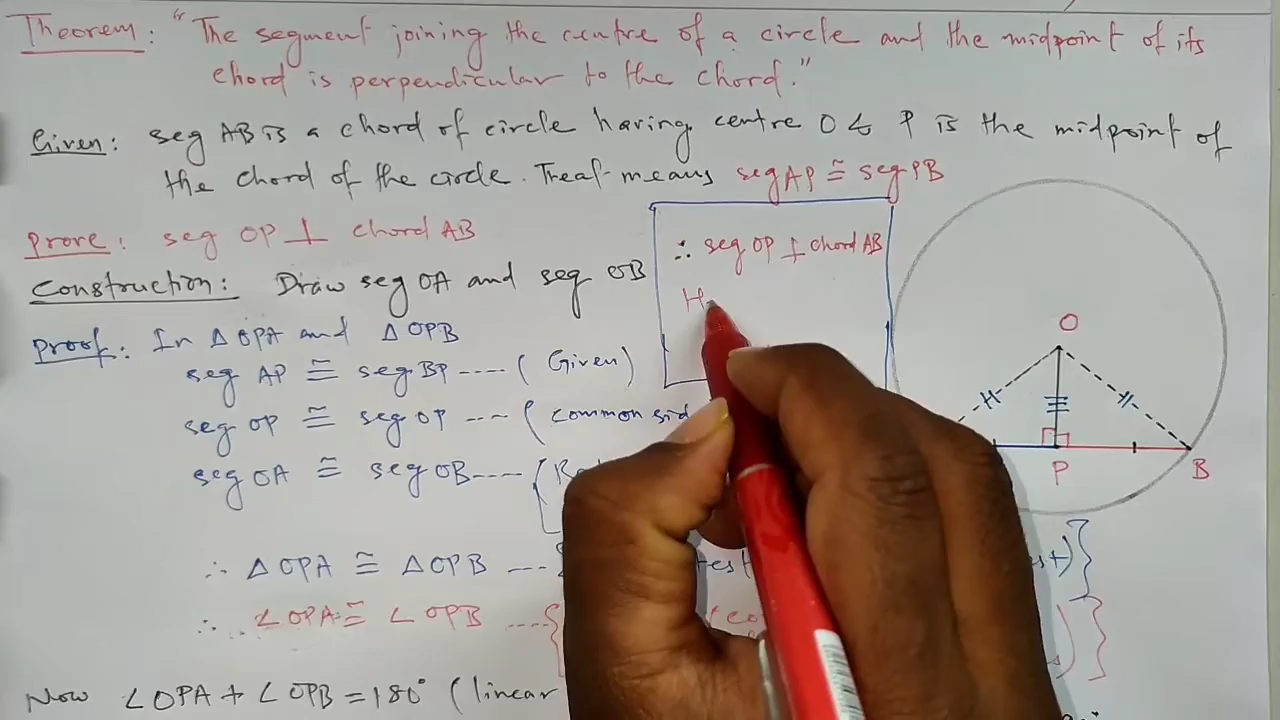 Theorem: "The segment joining the centre of a circle and the midpoint of its
chord is perpendicular to the chord."
Given: seg AB is a chord of circle having centre O & P is the midpoint of
the chord of the circle. Treat means seg AP ≅ seg PB
Prove: seg OP ⊥ chord AB
∴ seg OP ⊥ chord AB
H
Construction: Draw seg OA and seg OB
Proof: In △OPA and △OPB
seg AP ≅ seg BP ---- (Given)
seg OP ≅ seg OP --- (common sid
seg OA ≅ seg OB ---- (
∴ △OPA ≅ △OPB ---- test
∴ ∠OPA ≅ ∠OPB ----
Now ∠OPA + ∠OPB = 180° (linear
O
P
B